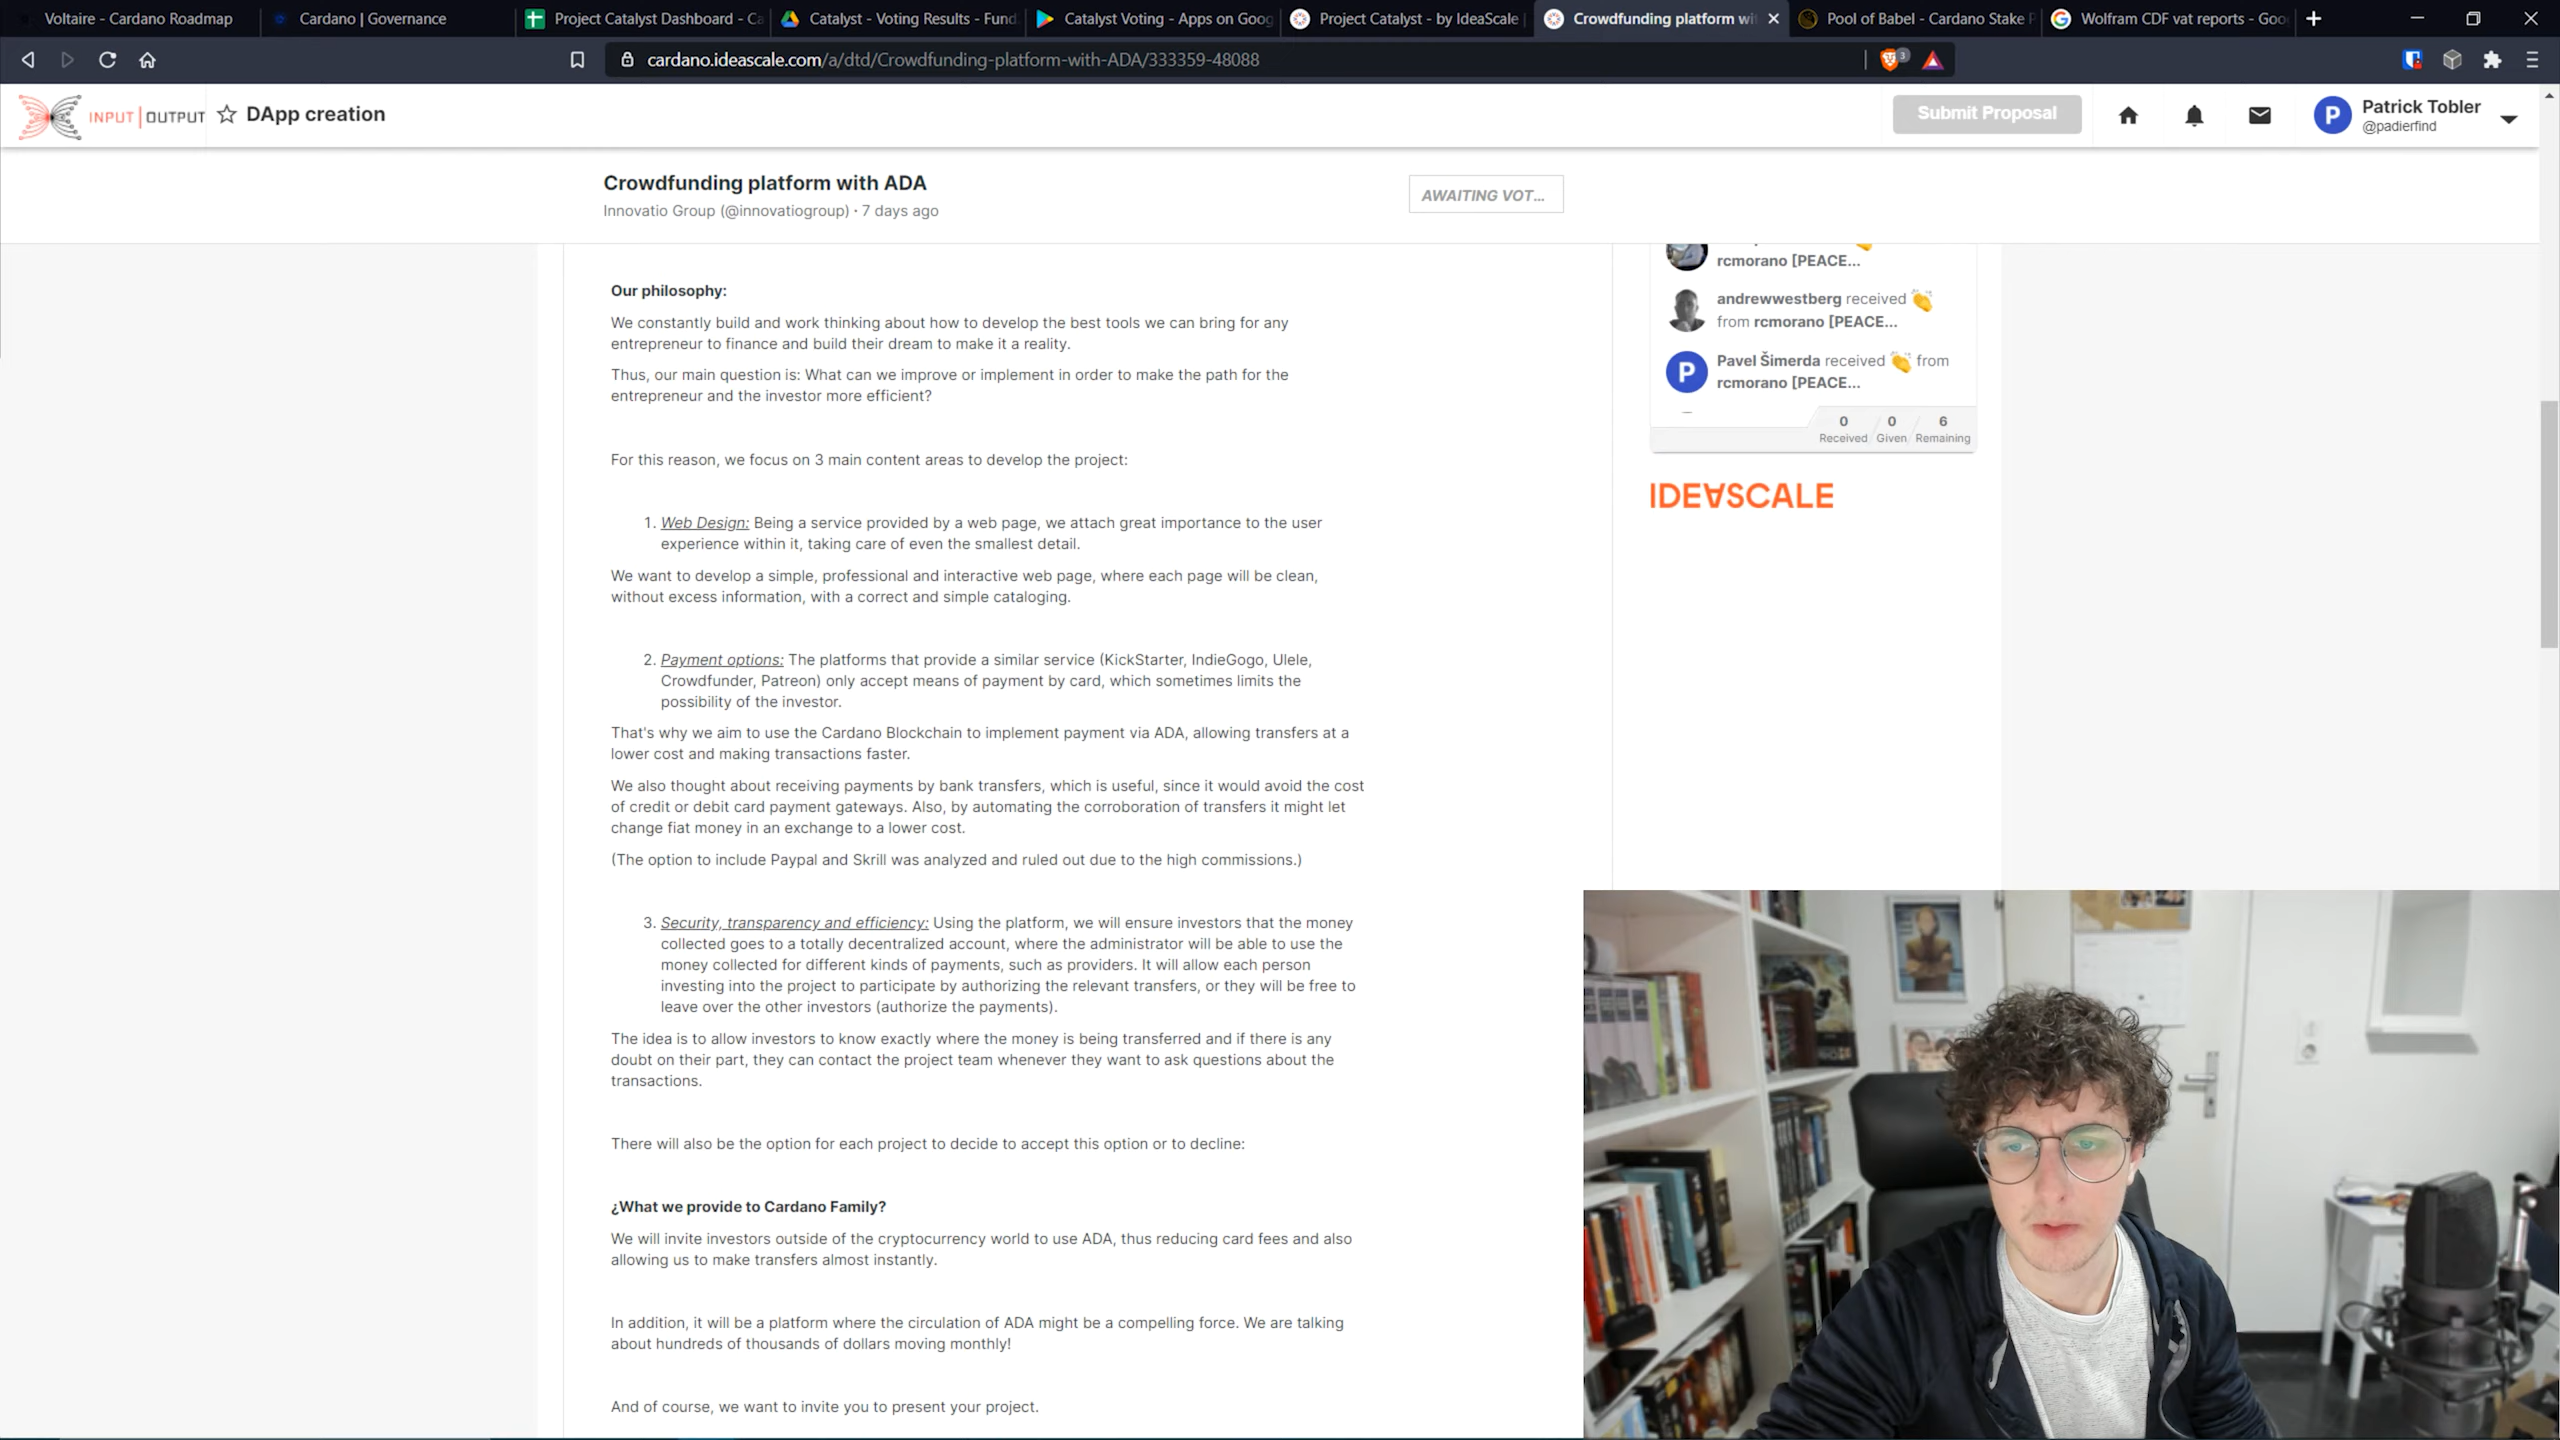 Voltaire - Cardano Roadmap
Cardano | Governance
Project Catalyst Dashboard - Ca
Catalyst - Voting Results - Fund
Catalyst Voting - Apps on Goog
Project Catalyst - by IdeaScale
Crowdfunding platform wi
Pool of Babel - Cardano Stake P
Wolfram CDF vat reports - Goo
cardano.ideascale.com/a/dtd/Crowdfunding-platform-with-ADA/333359-48088
3
INPUT | OUTPUT
DApp creation
Submit Proposal
P
Patrick Tobler
@padierfind
Crowdfunding platform with ADA
Innovatio Group (@innovatiogroup) · 7 days ago
AWAITING VOT...
Our philosophy:
We constantly build and work thinking about how to develop the best tools we can bring for any
entrepreneur to finance and build their dream to make it a reality.
Thus, our main question is: What can we improve or implement in order to make the path for the
entrepreneur and the investor more efficient?
For this reason, we focus on 3 main content areas to develop the project:
1. Web Design: Being a service provided by a web page, we attach great importance to the user
experience within it, taking care of even the smallest detail.
We want to develop a simple, professional and interactive web page, where each page will be clean,
without excess information, with a correct and simple cataloging.
2. Payment options: The platforms that provide a similar service (KickStarter, IndieGogo, Ulele,
Crowdfunder, Patreon) only accept means of payment by card, which sometimes limits the
possibility of the investor.
That's why we aim to use the Cardano Blockchain to implement payment via ADA, allowing transfers at a
lower cost and making transactions faster.
We also thought about receiving payments by bank transfers, which is useful, since it would avoid the cost
of credit or debit card payment gateways. Also, by automating the corroboration of transfers it might let
change fiat money in an exchange to a lower cost.
(The option to include Paypal and Skrill was analyzed and ruled out due to the high commissions.)
3. Security, transparency and efficiency: Using the platform, we will ensure investors that the money
collected goes to a totally decentralized account, where the administrator will be able to use the
money collected for different kinds of payments, such as providers. It will allow each person
investing into the project to participate by authorizing the relevant transfers, or they will be free to
leave over the other investors (authorize the payments).
The idea is to allow investors to know exactly where the money is being transferred and if there is any
doubt on their part, they can contact the project team whenever they want to ask questions about the
transactions.
There will also be the option for each project to decide to accept this option or to decline:
¿What we provide to Cardano Family?
We will invite investors outside of the cryptocurrency world to use ADA, thus reducing card fees and also
allowing us to make transfers almost instantly.
In addition, it will be a platform where the circulation of ADA might be a compelling force. We are talking
about hundreds of thousands of dollars moving monthly!
And of course, we want to invite you to present your project.
rcmorano [PEACE...
andrewwestberg received
from rcmorano [PEACE...
P
Pavel Šimerda received from
rcmorano [PEACE...
0 / 0 / 6
Received Given Remaining
IDEASCALE